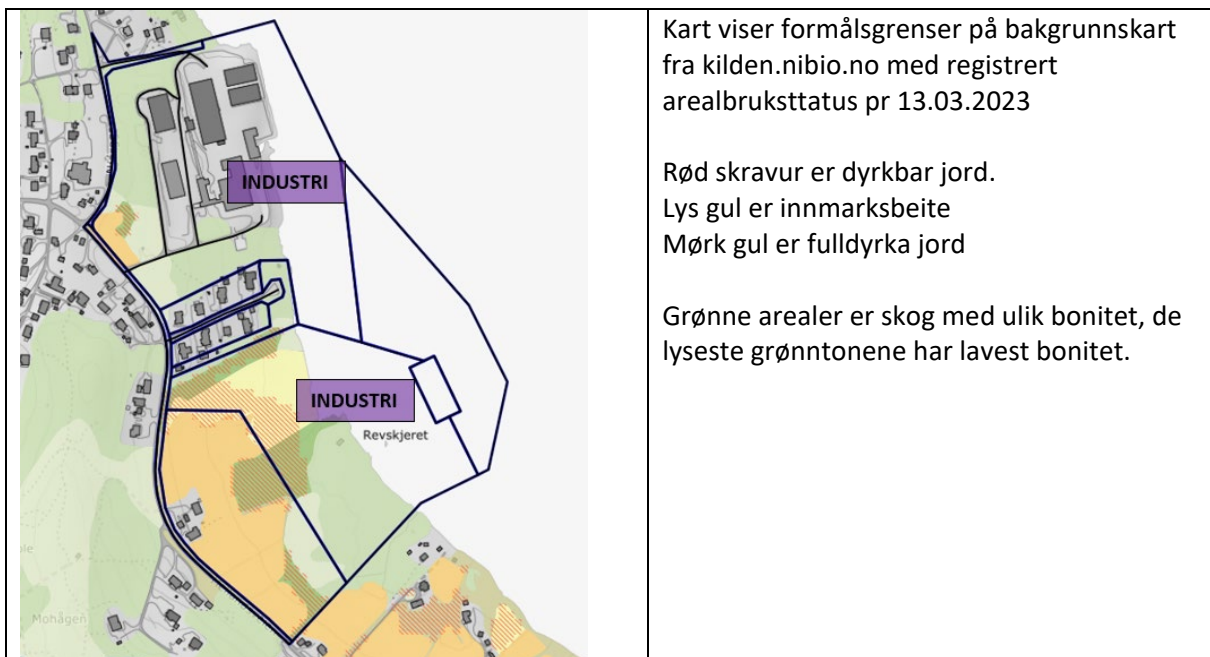 INDUSTRI
INDUSTRI
Revskjeret
Mohågen
Kart viser formålsgrenser på bakgrunnskart
fra kilden.nibio.no med registrert
arealbruksttatus pr 13.03.2023
Rød skravur er dyrkbar jord.
Lys gul er innmarksbeite
Mørk gul er fulldyrka jord
Grønne arealer er skog med ulik bonitet, de
lyseste grønntonene har lavest bonitet.